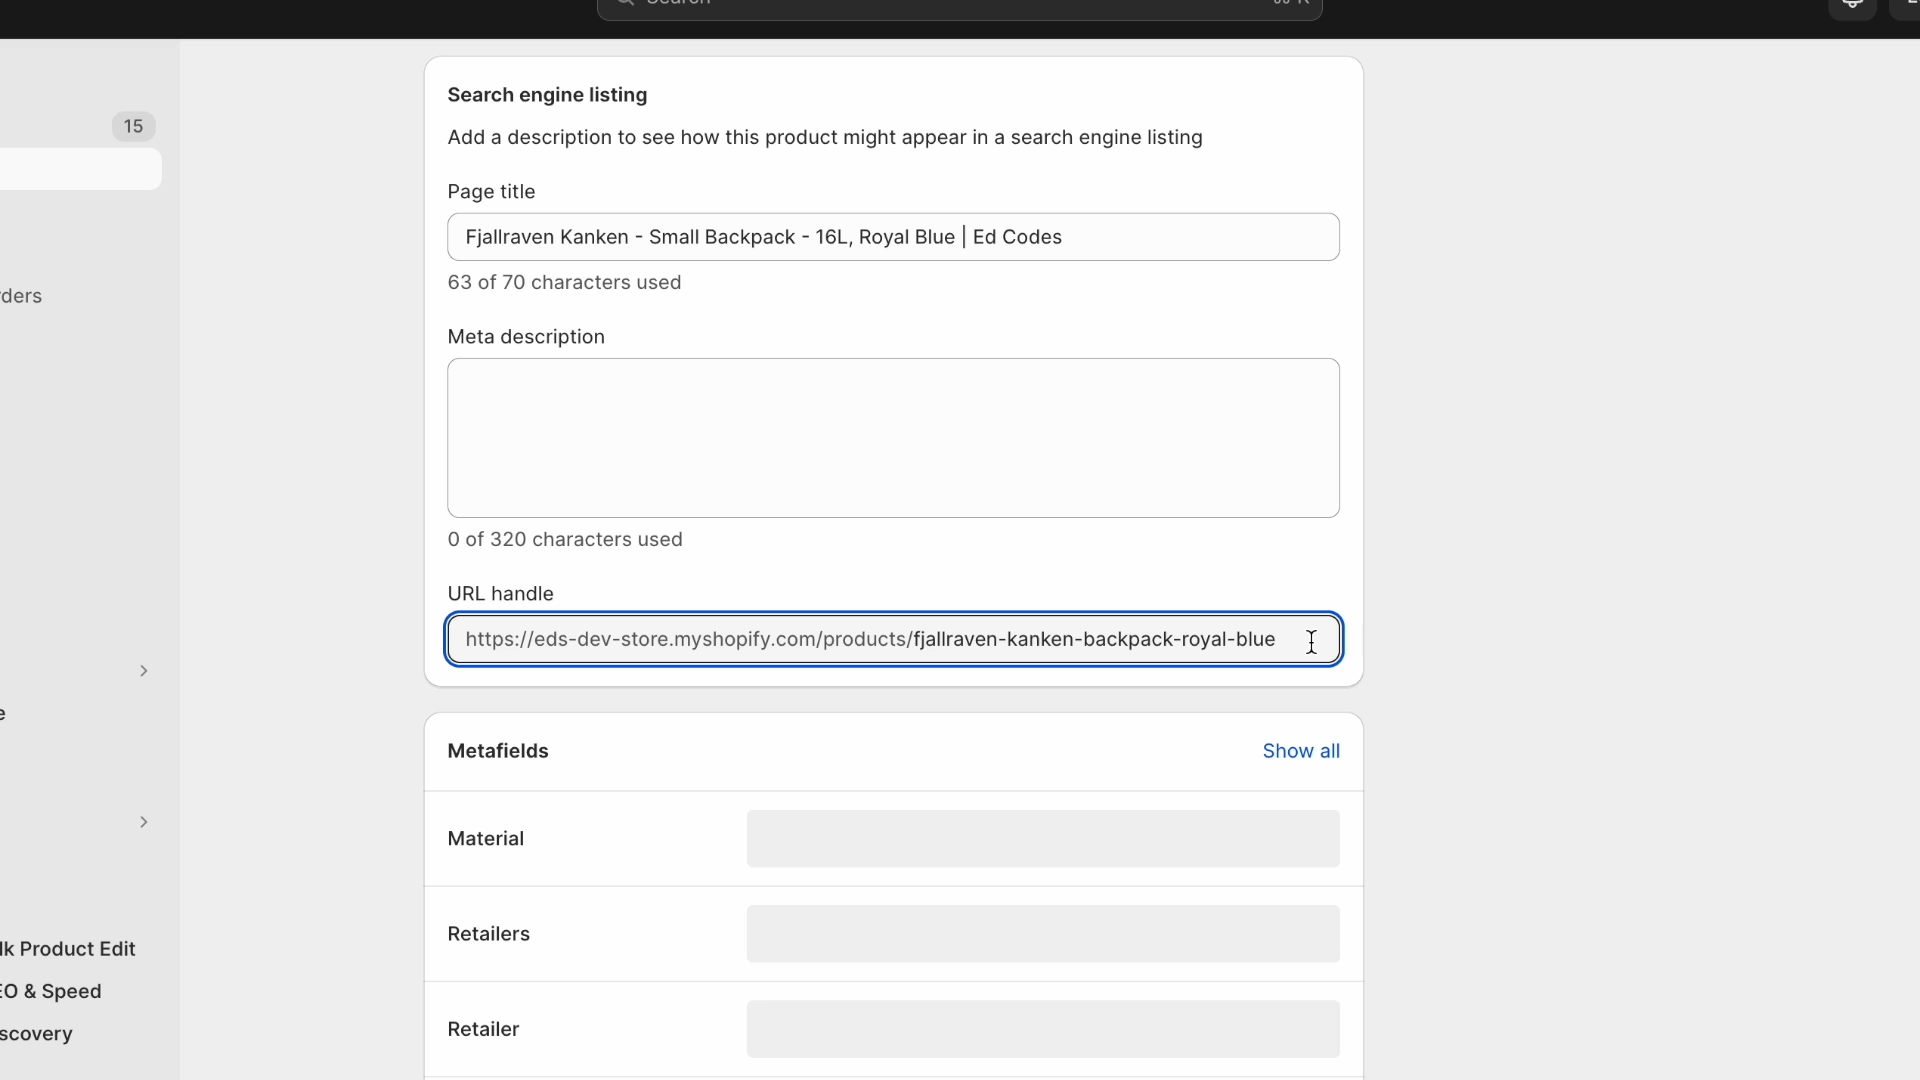 Search
⌘ K
15
Search engine listing
Add a description to see how this product might appear in a search engine listing
Page title
Fjallraven Kanken - Small Backpack - 16L, Royal Blue | Ed Codes
63 of 70 characters used
rders
Meta description
0 of 320 characters used
URL handle
https://eds-dev-store.myshopify.com/products/fjallraven-kanken-backpack-royal-blue
e
Metafields
Show all
Material
Retailers
lk Product Edit
EO & Speed
Retailer
scovery